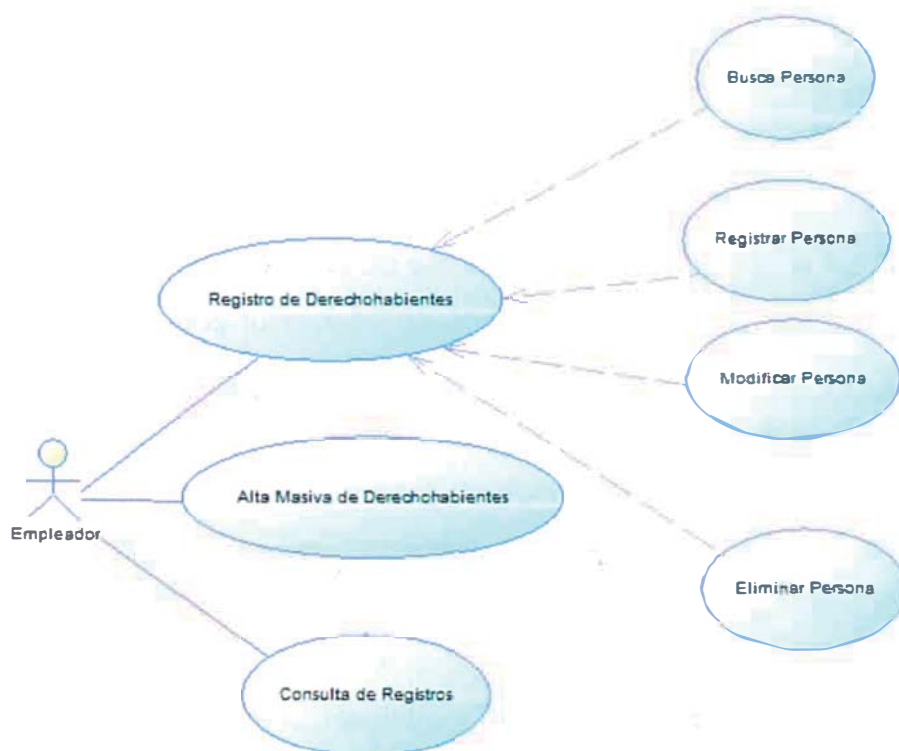 Busca Persona
Registrar Persona
Registro de Derechohabientes
Modificar Persona
Alta Masiva de Derechohabientes
Empleador
Eliminar Persona
Consulta de Registros